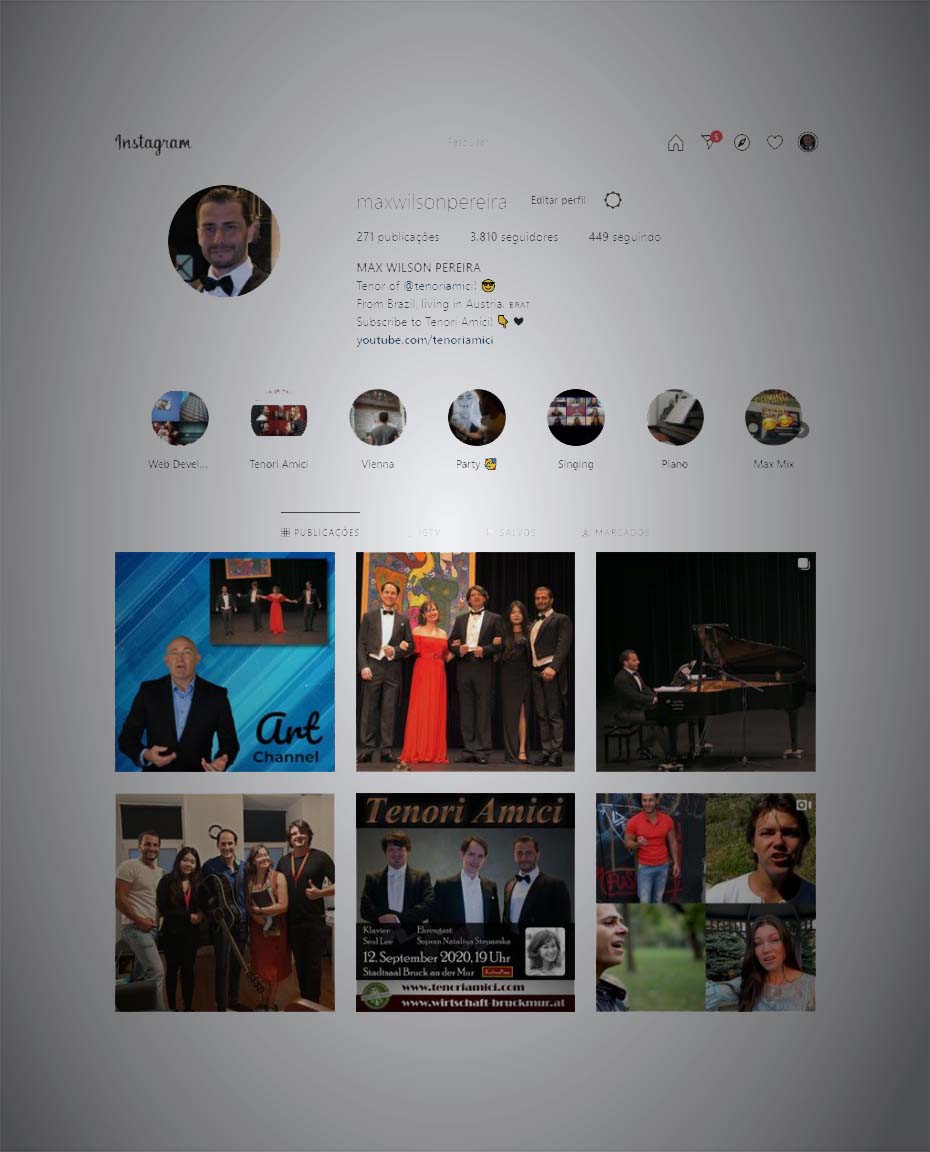 Instagram
Pesquisar
5
maxwilsonpereira Editar perfil
271 publicações 3.810 seguidores 449 seguindo
MAX WILSON PEREIRA
Tenor of @tenoriamici! 😎
From Brazil, living in Austria. ʙʀᴀᴛ
Subscribe to Tenori Amici! 👇 🖤
youtube.com/tenoriamici
Web Devel... Tenori Amici Vienna Party 🥳 Singing Piano Max Mix
PUBLICAÇÕES IGTV SALVOS MARCADOS
Art
Channel
Tenori Amici
Klavier: Ehrengast:
Seul Lee Sopran Nataliya Stepanska
12. September 2020, 19 Uhr
Stadtsaal Bruck an der Mur
www.tenoriamici.com
www.wirtschaft-bruckmur.at